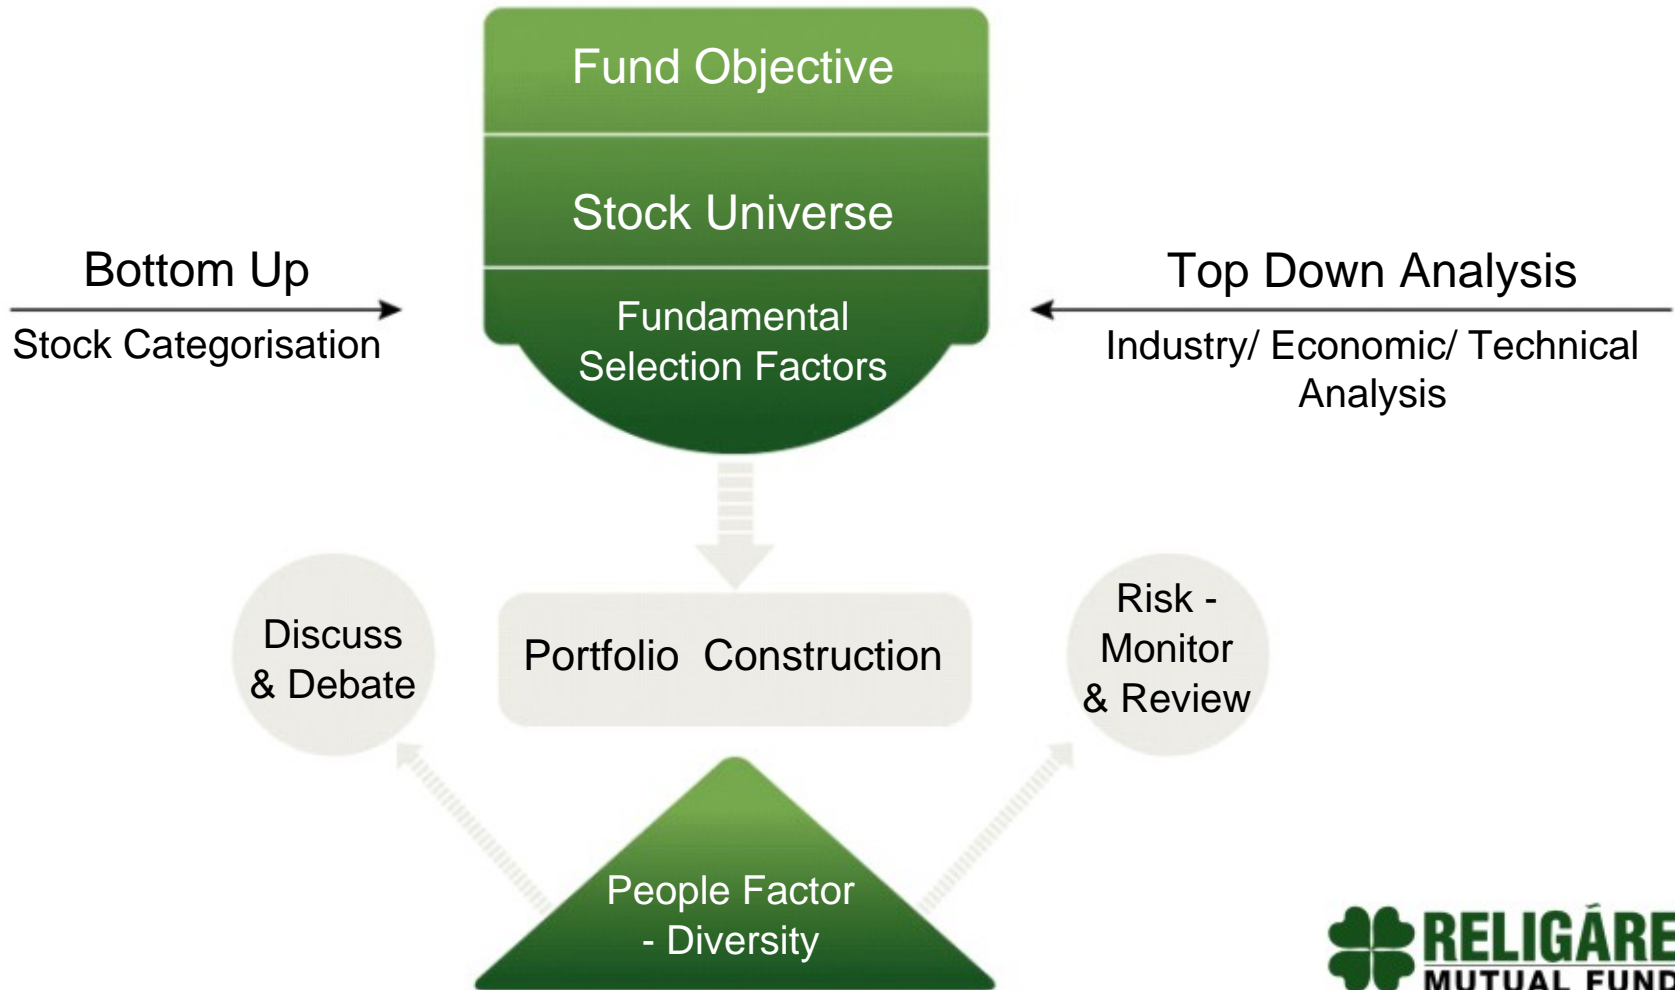 Fund Objective
Stock Universe
Bottom Up
Stock Categorisation
Fundamental
Selection Factors
Top Down Analysis
Industry/ Economic/ Technical
Analysis
Discuss
& Debate
Portfolio Construction
Risk -
Monitor
& Review
People Factor
- Diversity
RELIGÁRE
MUTUAL FUND